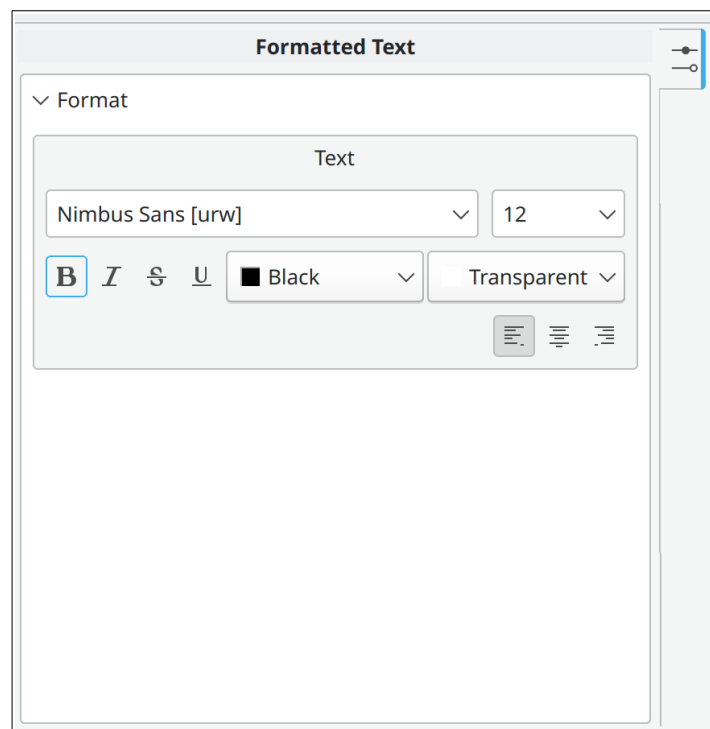 Formatted Text
Format
Text
Nimbus Sans [urw] 12
B I S U Black Transparent